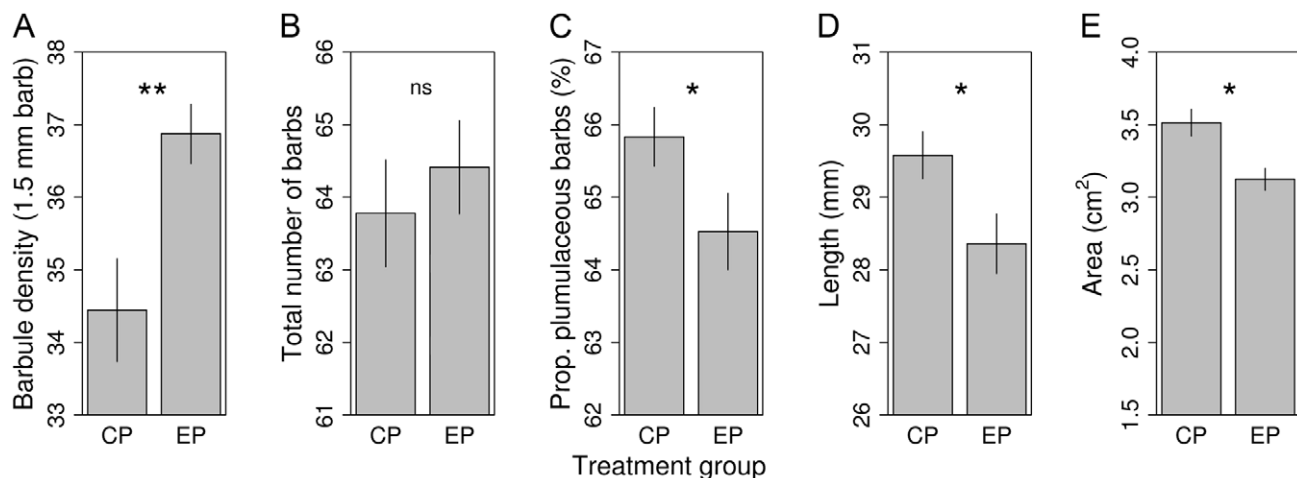 A
Barbule density (1.5 mm barb)
38
37
36
35
34
33
**
CP EP
B
Total number of barbs
66
65
64
63
62
61
ns
CP EP
C
Prop. plumulaceous barbs (%)
67
66
65
64
63
62
*
CP EP
D
Length (mm)
31
30
29
28
27
26
*
CP EP
E
Area (cm²)
4.0
3.5
3.0
2.5
2.0
1.5
*
CP EP
Treatment group